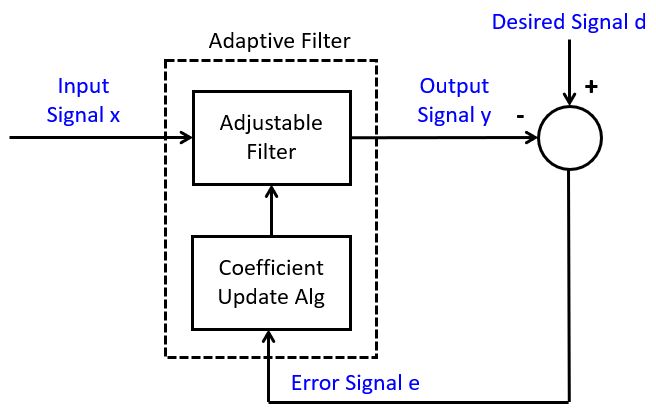 Desired Signal d
Adaptive Filter
Input
Signal x
Output
Signal y
+
-
Adjustable
Filter
Coefficient
Update Alg
Error Signal e